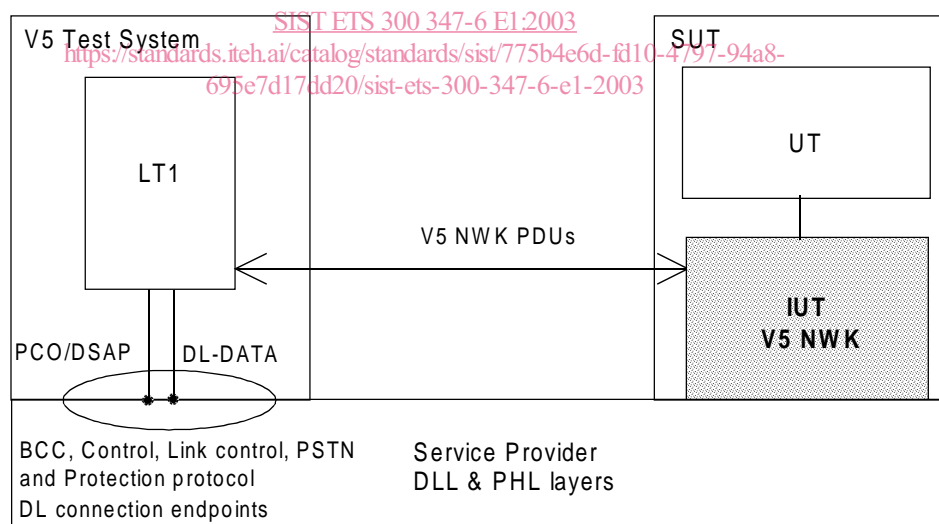 SIST ETS 300 347-6 E1:2003
https://standards.iteh.ai/catalog/standards/sist/775b4e6d-fd10-4797-94a8-
695e7d17dd20/sist-ets-300-347-6-e1-2003
V5 Test System
SUT
LT1
UT
V5 NWK PDUs
IUT
V5 NWK
PCO/DSAP
DL-DATA
BCC, Control, Link control, PSTN
and Protection protocol
DL connection endpoints
Service Provider
DLL & PHL layers